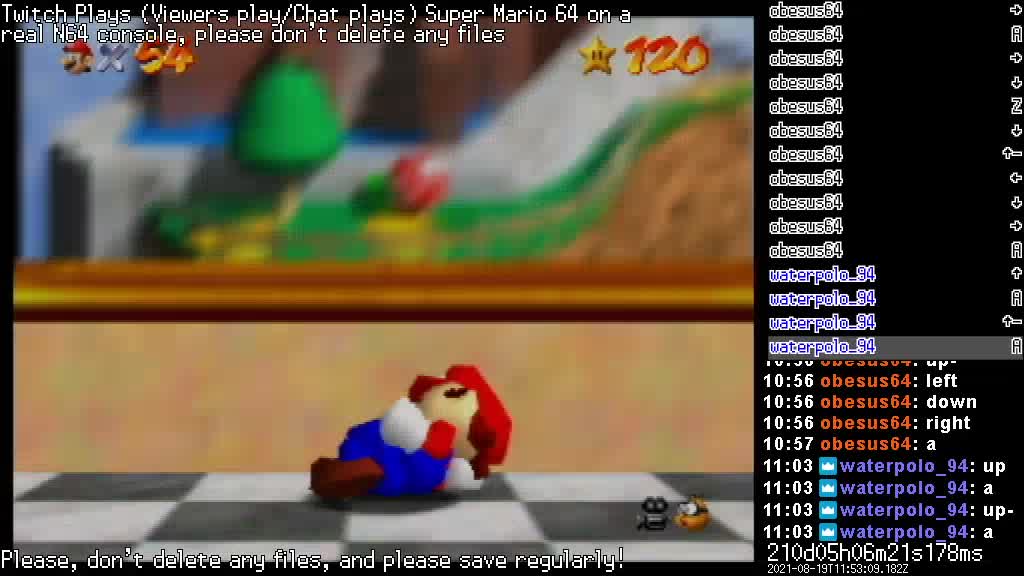 Twitch Plays (Viewers play/Chat plays) Super Mario 64 on a
real N64 console, please don't delete any files
54
120
obesus64 →
obesus64 A
obesus64 →
obesus64 ↓
obesus64 Z
obesus64 ↓
obesus64 ↑-
obesus64 ←
obesus64 ↓
obesus64 →
obesus64 A
waterpolo_94 ↑
waterpolo_94 A
waterpolo_94 ↑-
waterpolo_94 A
10:56 obesus64: up-
10:56 obesus64: left
10:56 obesus64: down
10:56 obesus64: right
10:57 obesus64: a
11:03 waterpolo_94: up
11:03 waterpolo_94: a
11:03 waterpolo_94: up-
11:03 waterpolo_94: a
210d05h06m21s178ms
2021-08-19T11:53:09.182Z
Please, don't delete any files, and please save regularly!